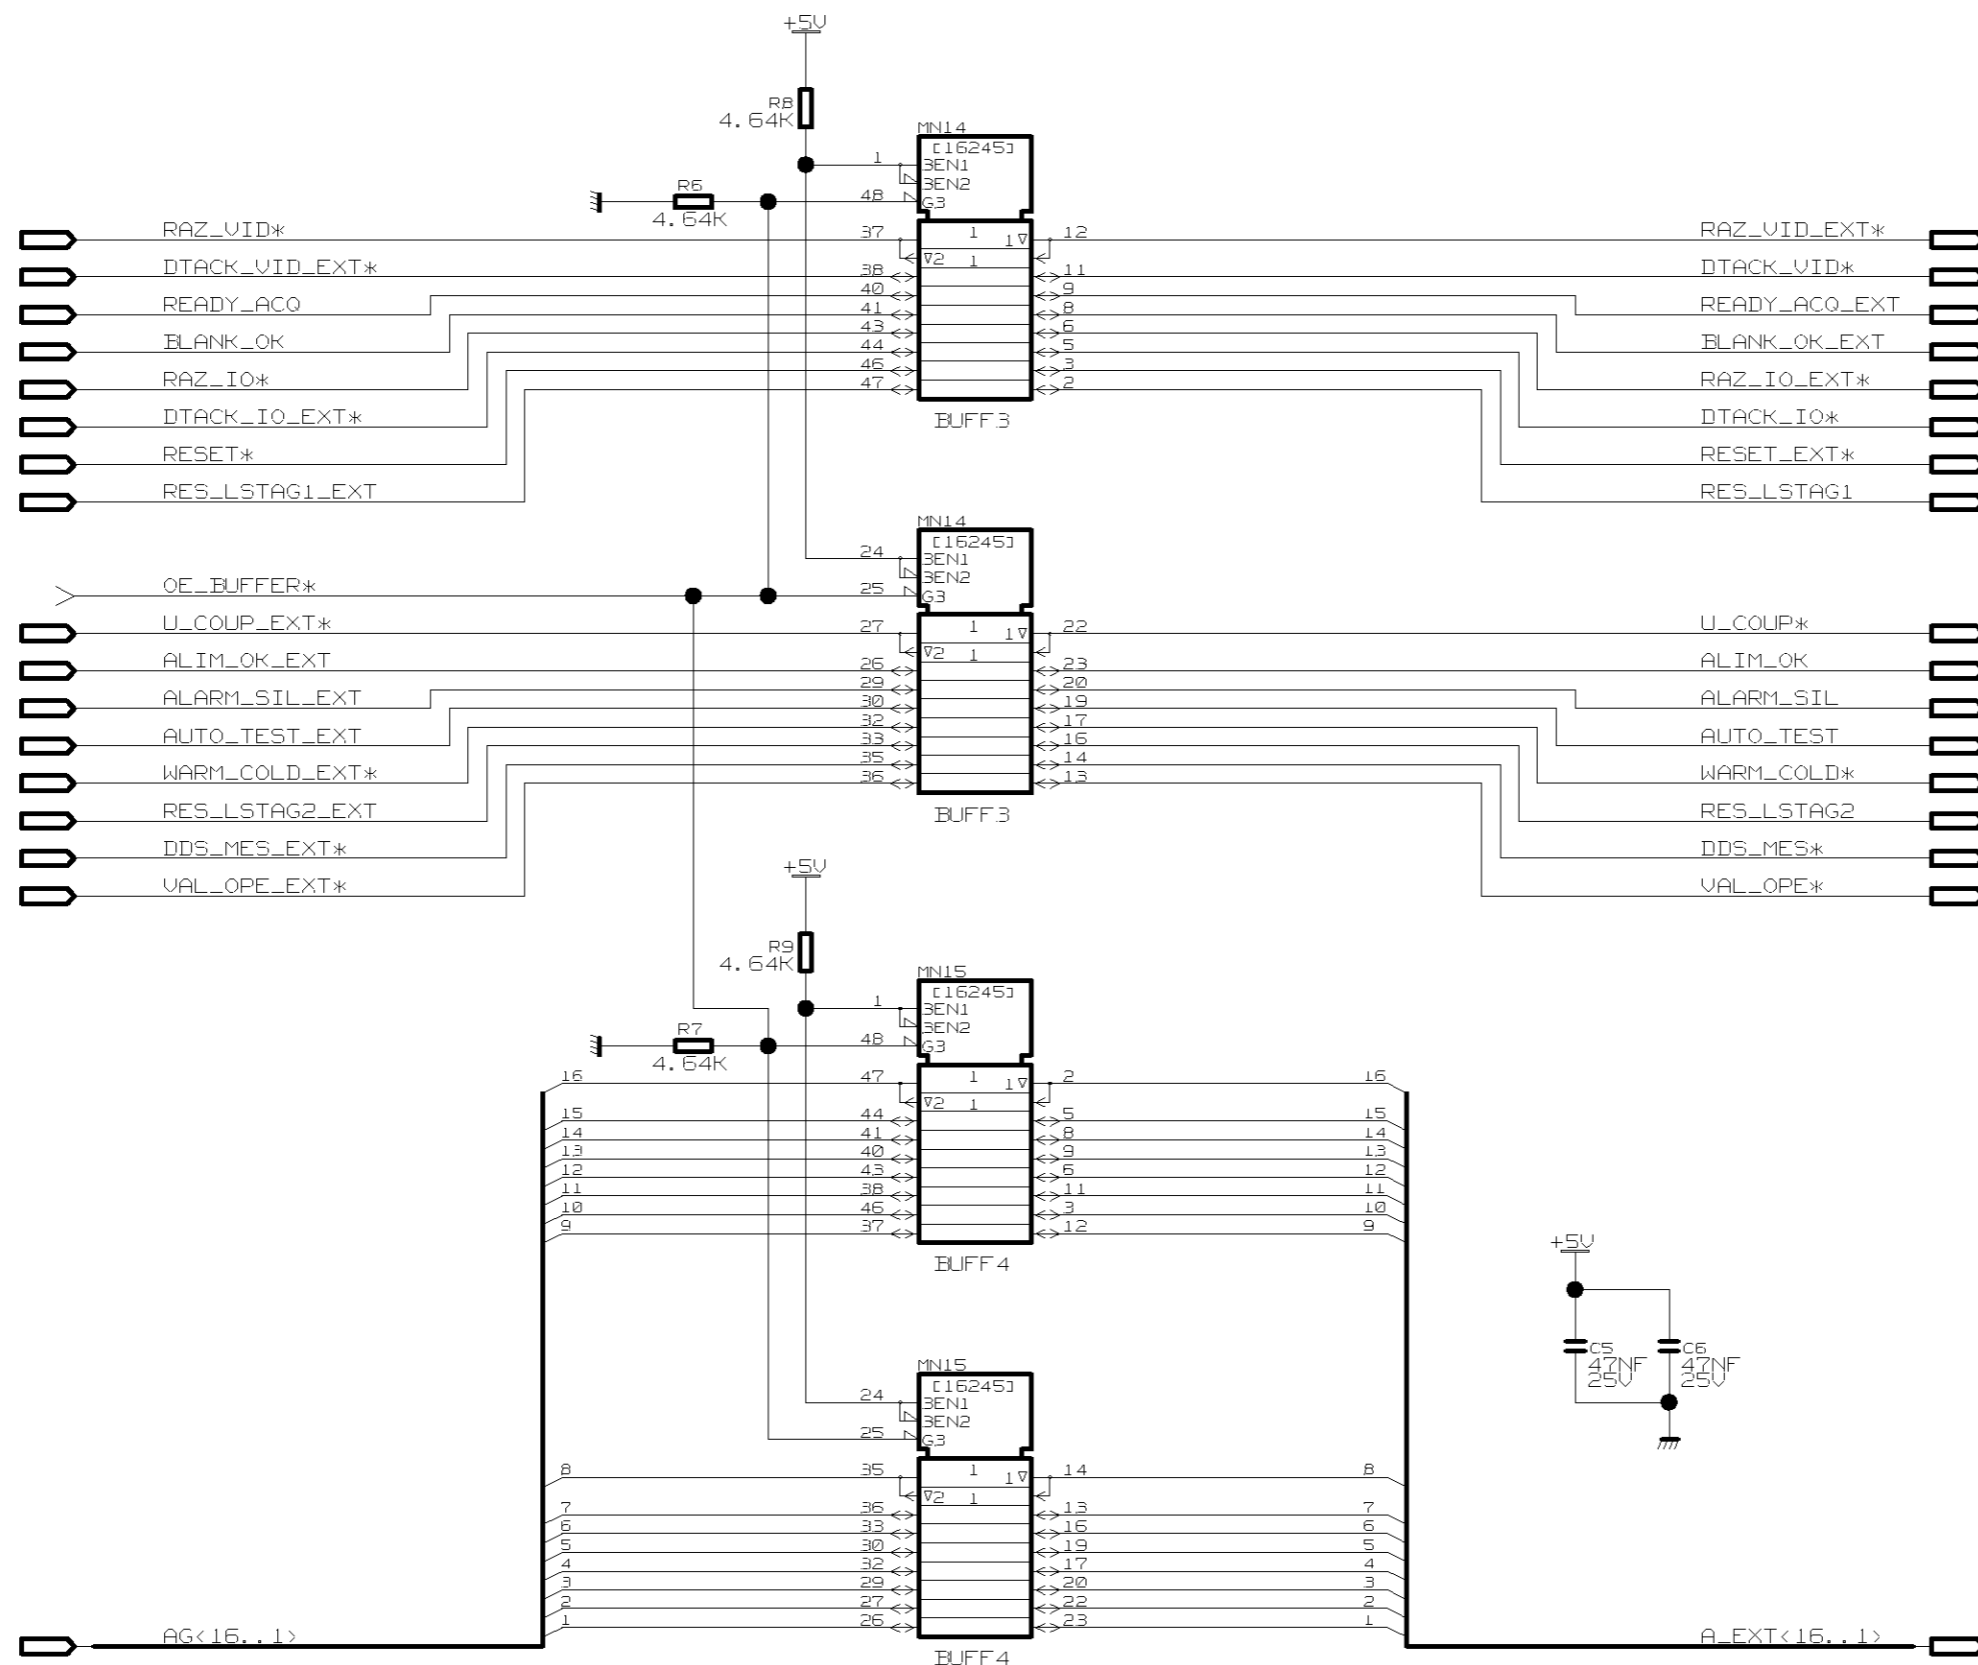 +5V
R8
4.64K
MN14
[16245]
1 3EN1
3EN2
R6
4.64K
48 G3
RAZ_VID* 37 1 1▽ 12 RAZ_VID_EXT*
▽2 1
DTACK_VID_EXT* 38 11 DTACK_VID*
40 9
READY_ACQ 41 8 READY_ACQ_EXT
43 6
BLANK_OK 44 5 BLANK_OK_EXT
46 3
RAZ_IO* 47 2 RAZ_IO_EXT*
DTACK_IO_EXT* BUFF3 DTACK_IO*
RESET* RESET_EXT*
RES_LSTAG1_EXT RES_LSTAG1
MN14
[16245]
24 3EN1
3EN2
OE_BUFFER* 25 G3
U_COUP_EXT* 27 1 1▽ 22 U_COUP*
▽2 1
ALIM_OK_EXT 26 23 ALIM_OK
29 20
ALARM_SIL_EXT 30 19 ALARM_SIL
32 17
AUTO_TEST_EXT 33 16 AUTO_TEST
35 14
WARM_COLD_EXT* 36 13 WARM_COLD*
RES_LSTAG2_EXT BUFF3 RES_LSTAG2
DDS_MES_EXT* DDS_MES*
VAL_OPE_EXT* VAL_OPE*
+5V
R9
4.64K
MN15
[16245]
1 3EN1
3EN2
R7
4.64K
48 G3
16 47 1 1▽ 2 16
▽2 1
15 44 5 15
14 41 8 14
13 40 9 13
12 43 6 12
11 38 11 11
10 46 3 10
9 37 12 9
BUFF4
+5V
C5
47NF
25V
C6
47NF
25V
MN15
[16245]
24 3EN1
3EN2
25 G3
8 35 1 1▽ 14 8
▽2 1
7 36 13 7
6 33 16 6
5 30 19 5
4 32 17 4
3 29 20 3
2 27 22 2
1 26 23 1
AG<16..1> A_EXT<16..1>
BUFF4